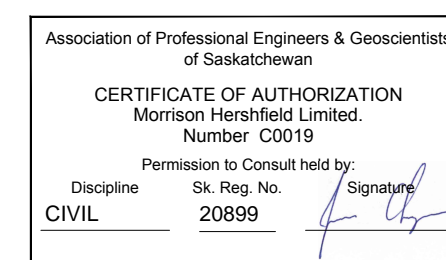 Association of Professional Engineers & Geoscientists
of Saskatchewan
CERTIFICATE OF AUTHORIZATION
Morrison Hershfield Limited.
Number C0019
Permission to Consult held by:
Discipline Sk. Reg. No. Signature
CIVIL 20899